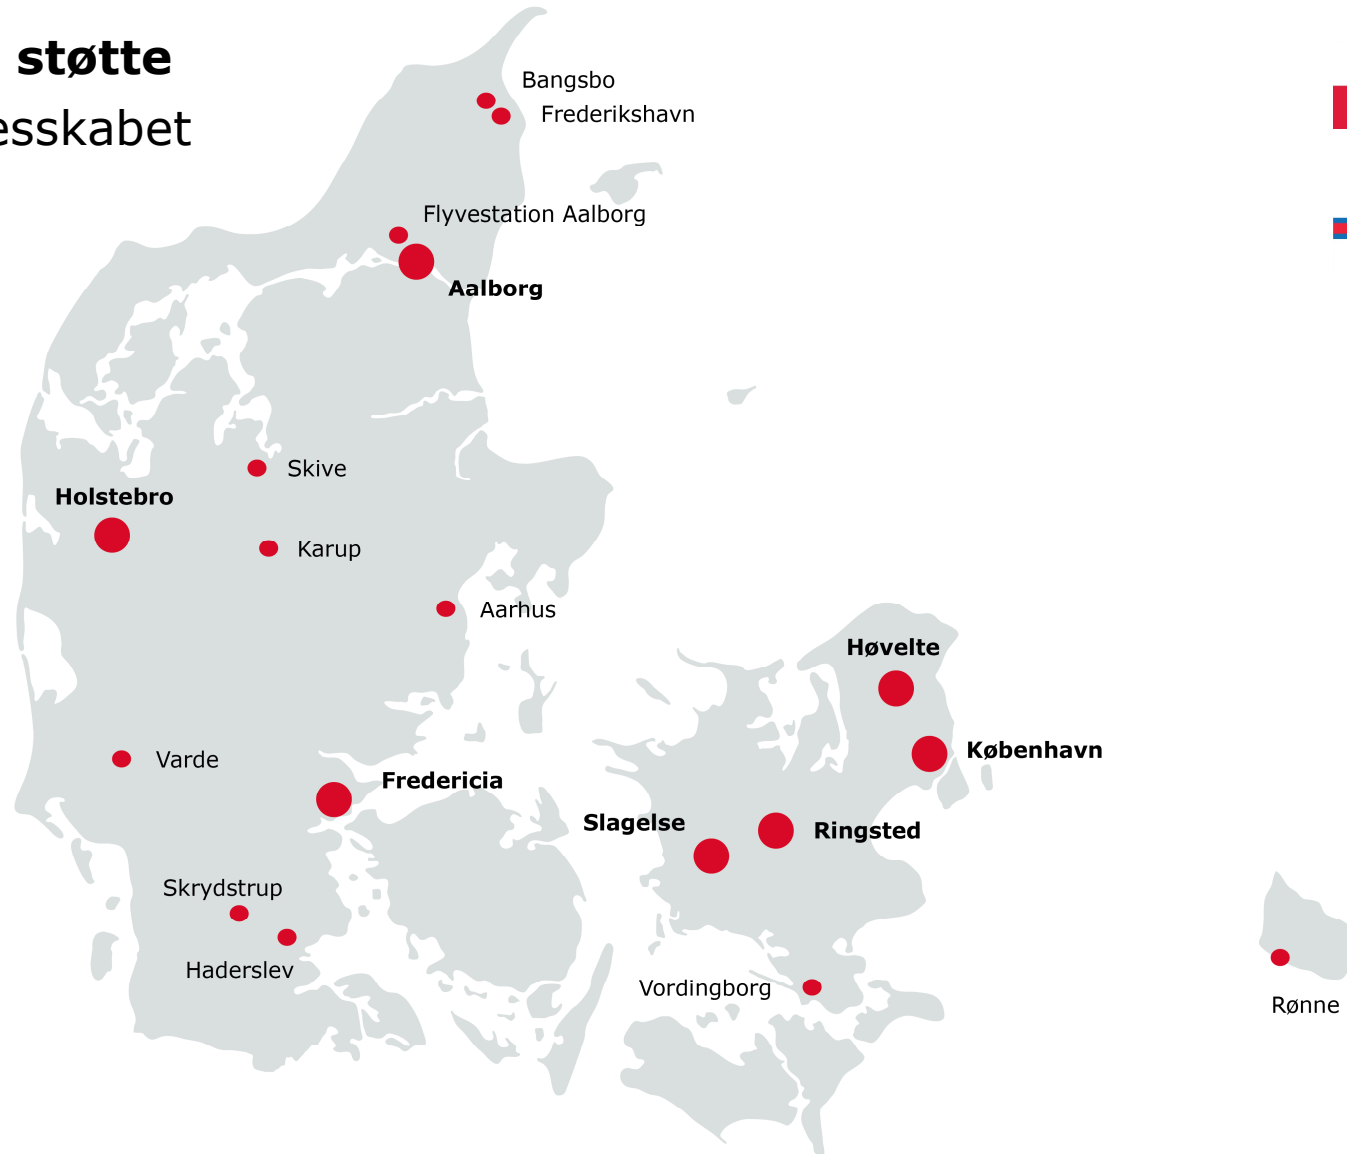 støtte
esskabet
Bangsbo
Frederikshavn
Flyvestation Aalborg
Aalborg
Skive
Holstebro
Karup
Aarhus
Høvelte
København
Varde
Fredericia
Slagelse
Ringsted
Skrydstrup
Haderslev
Vordingborg
Rønne